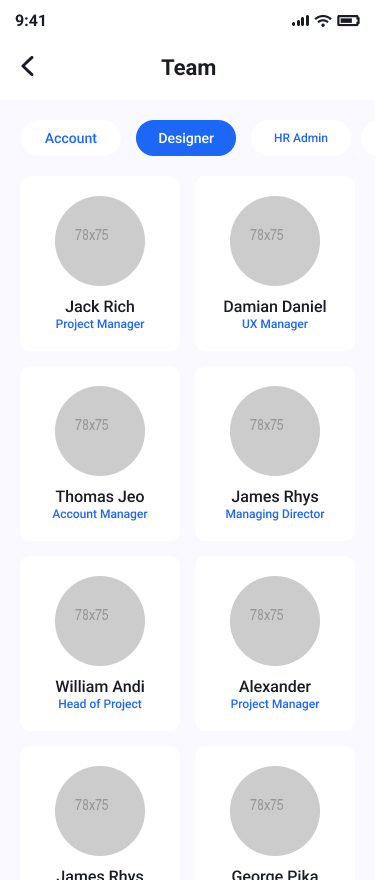 9:41
Team
Account
Designer
HR Admin
78x75
78x75
Jack Rich
Damian Daniel
Project Manager
UX Manager
78x75
78x75
Thomas Jeo
James Rhys
Account Manager
Managing Director
78x75
78x75
William Andi
Alexander
Head of Project
Project Manager
78x75
78x75
James Rhys
George Pika